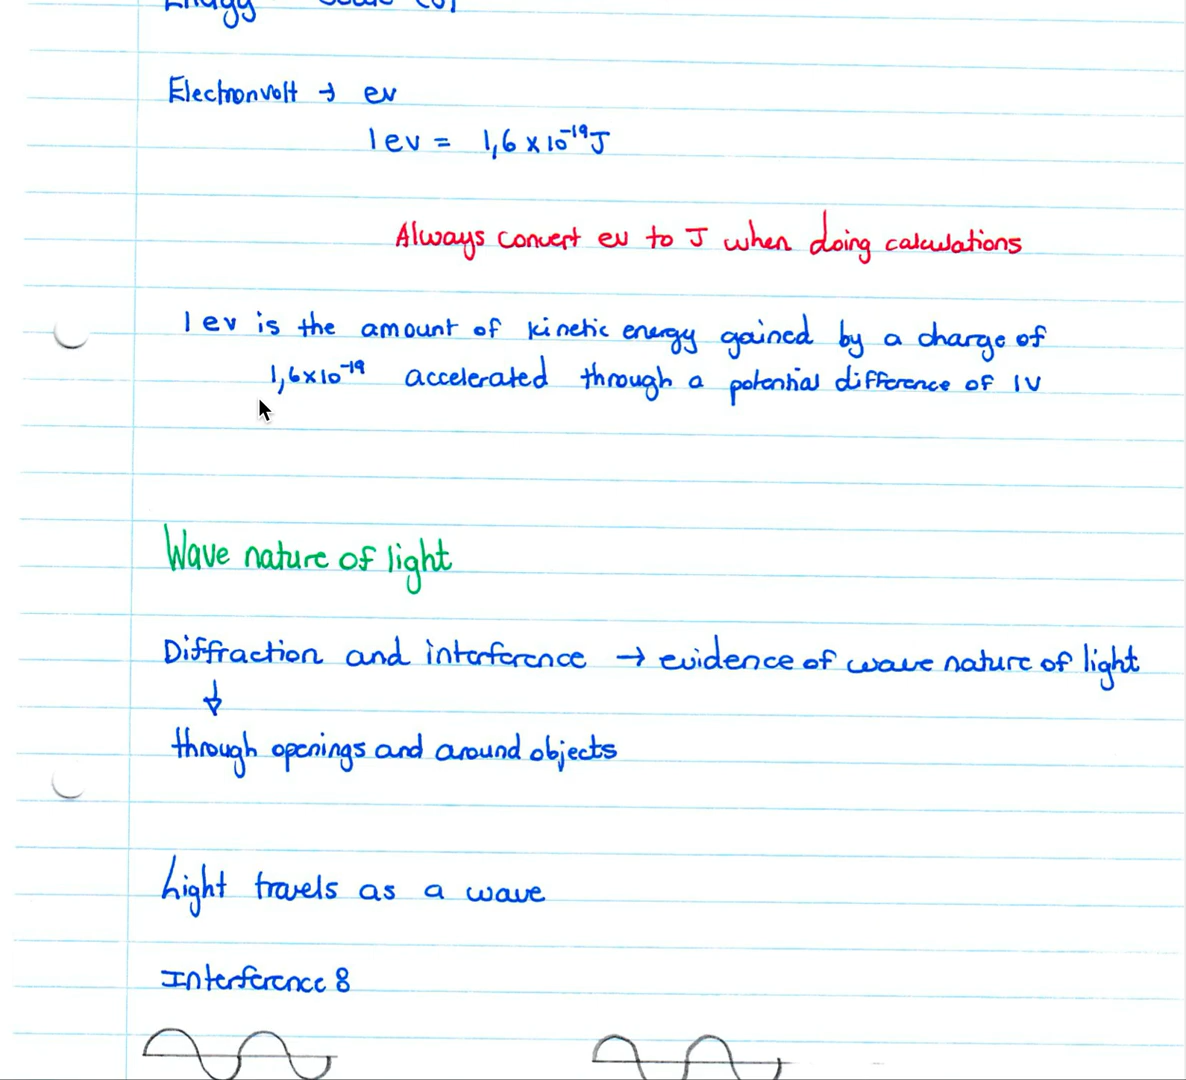 Energy
Electronvolt → ev
1 ev = 1,6 x 10⁻¹⁹ J
Always convert ev to J when doing calculations
1 ev is the amount of kinetic energy gained by a charge of
1,6x10⁻¹⁹ accelerated through a potential difference of 1V
Wave nature of light
Diffraction and interference → evidence of wave nature of light
↓
through openings and around objects
Light travels as a wave
Interference 8